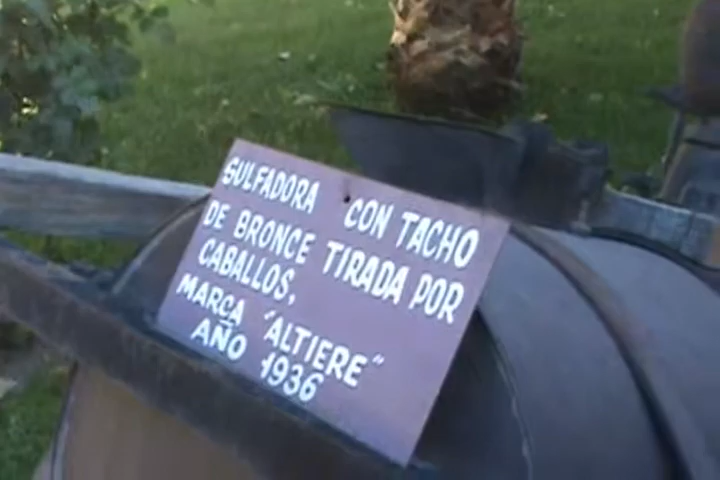 SULFADORA CON TACHO
DE BRONCE TIRADA POR
CABALLOS,
MARCA "ALTIERE"
AÑO 1936